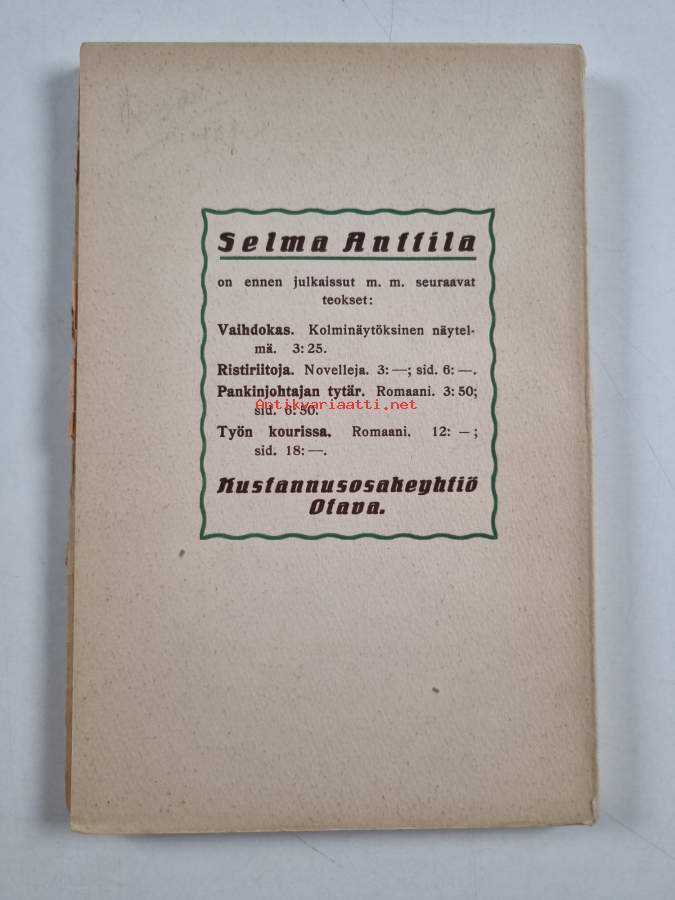 Selma Anttila
on ennen julkaissut m. m. seuraavat
teokset:
Vaihdokas. Kolminäytöksinen näytel-
mä. 3: 25.
Ristiriitoja. Novelleja. 3: —; sid. 6: —.
Pankinjohtajan tytär. Romaani. 3: 50;
Antikvariaatti.net
sid. 6: 50.
Työn kourissa. Romaani. 12: —;
sid. 18: —.
Kustannusosakeyhtiö
Otava.